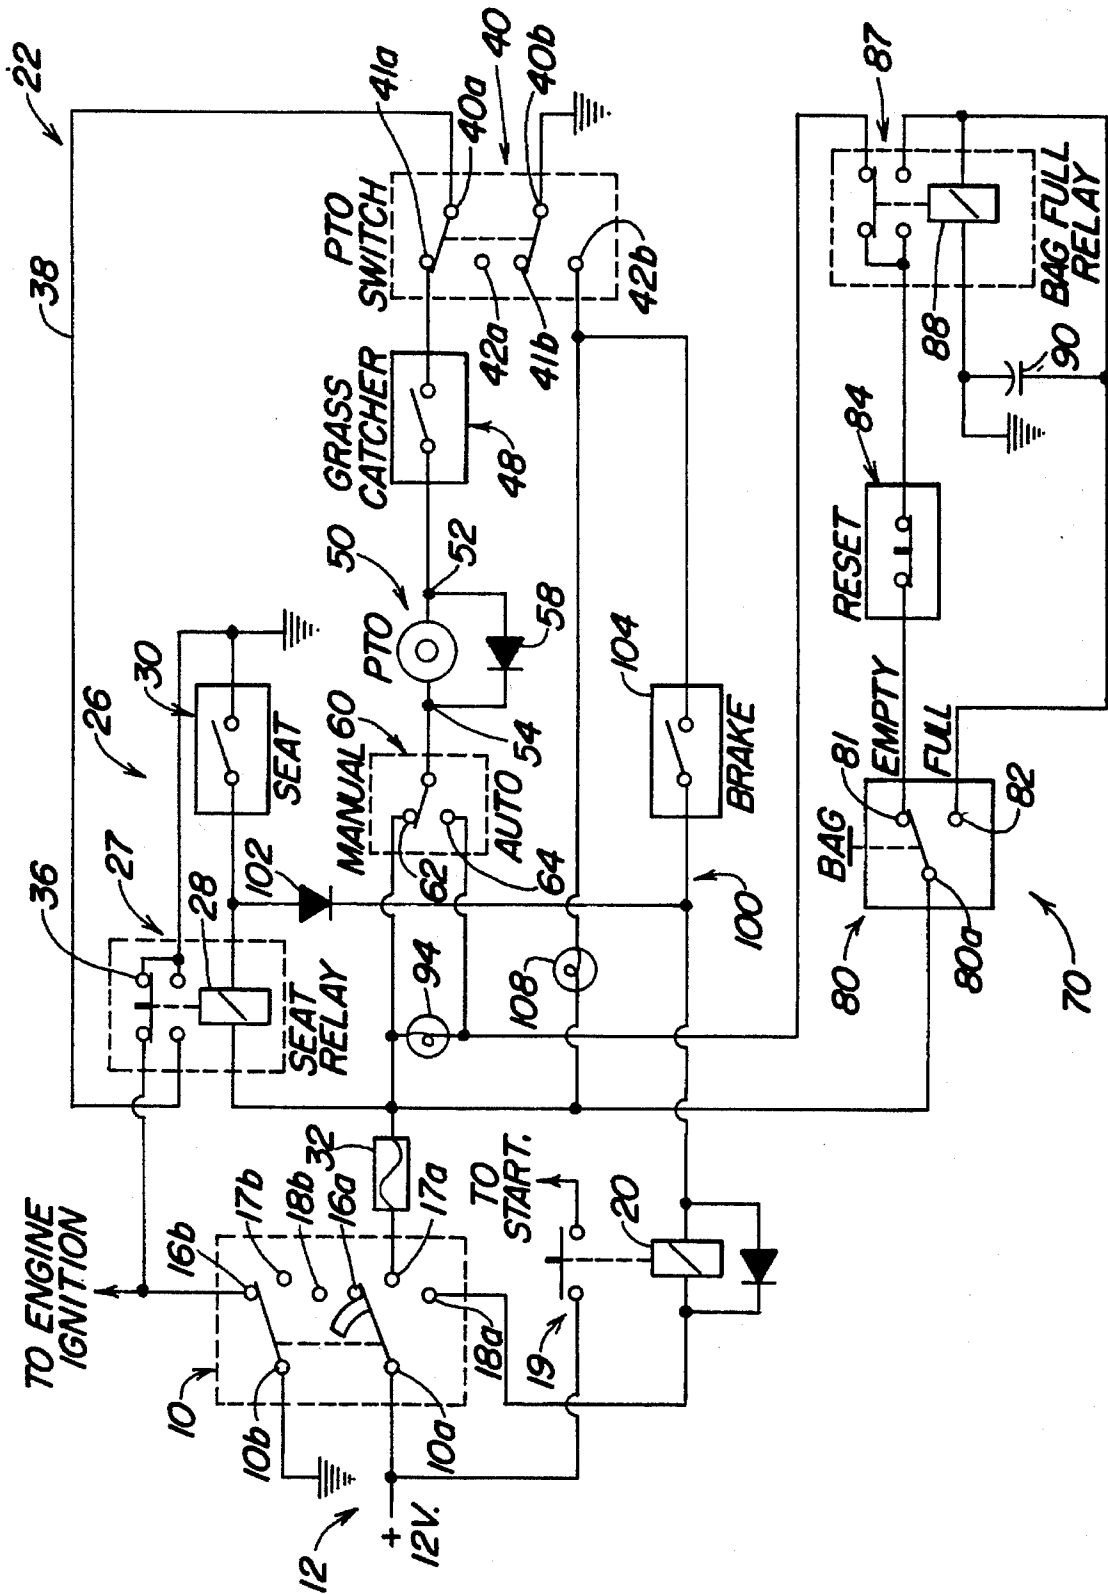 22
38
41a
40a
40
40b
PTO
SWITCH
42a
41b
42b
GRASS
CATCHER
48
50
52
PTO
58
54
30
26
SEAT
MANUAL
60
AUTO
62
64
104
BRAKE
100
36
27
28
102
SEAT
RELAY
94
108
TO ENGINE
IGNITION
16b
17b
18b
16a
32
17a
10
10b
10a
18a
12
+
12V.
TO
START.
19
20
87
88
BAG FULL
RELAY
90
84
RESET
EMPTY
FULL
81
82
BAG
80
80a
70